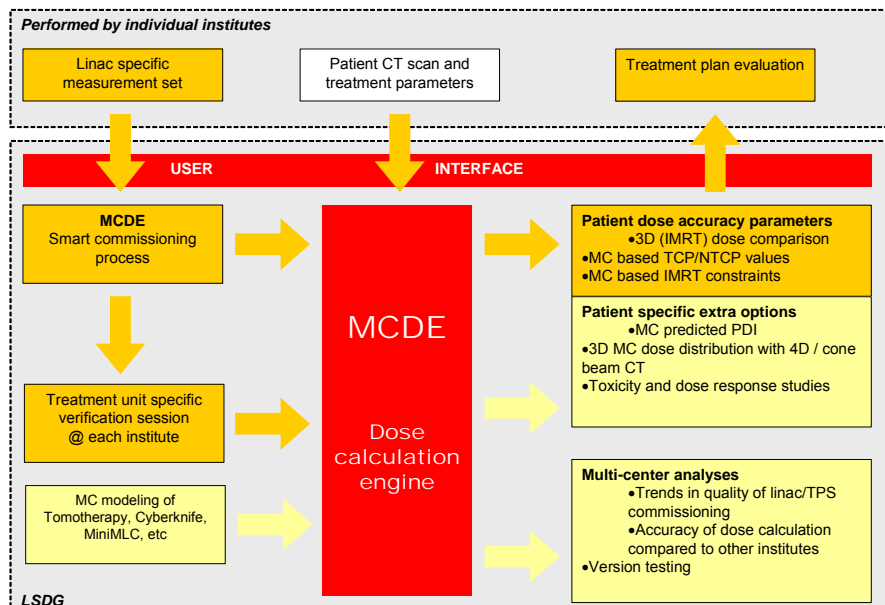 Performed by individual institutes
Linac specific
measurement set
Patient CT scan and
treatment parameters
Treatment plan evaluation
USER INTERFACE
MCDE
Smart commissioning
process
Treatment unit specific
verification session
@ each institute
MC modeling of
Tomotherapy, Cyberknife,
MiniMLC, etc
MCDE
Dose
calculation
engine
Patient dose accuracy parameters
•3D (IMRT) dose comparison
•MC based TCP/NTCP values
•MC based IMRT constraints
Patient specific extra options
•MC predicted PDI
•3D MC dose distribution with 4D / cone
beam CT
•Toxicity and dose response studies
Multi-center analyses
•Trends in quality of linac/TPS
commissioning
•Accuracy of dose calculation
compared to other institutes
•Version testing
LSDG